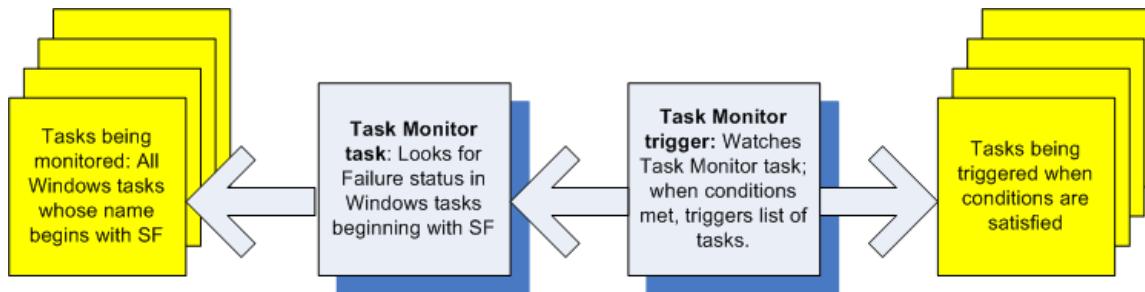 Tasks being
monitored: All
Windows tasks
whose name
begins with SF
Task Monitor
task: Looks for
Failure status in
Windows tasks
beginning with SF
Task Monitor
trigger: Watches
Task Monitor task;
when conditions
met, triggers list of
tasks.
Tasks being
triggered when
conditions are
satisfied